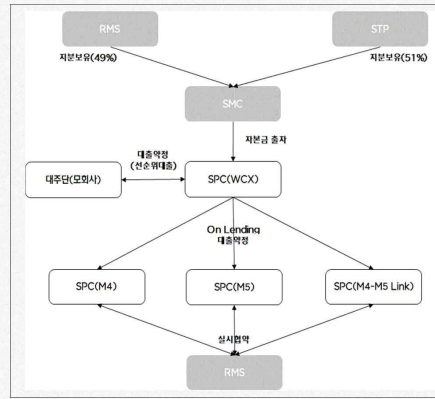 RMS
STP
지분보유(49%)
지분보유(51%)
SMC
자본금 출자
대출약정
(선순위대출)
대주단(모회사)
SPC(WCX)
On Lending
대출약정
SPC(M4)
SPC(M5)
SPC(M4-M5 Link)
실시협약
RMS